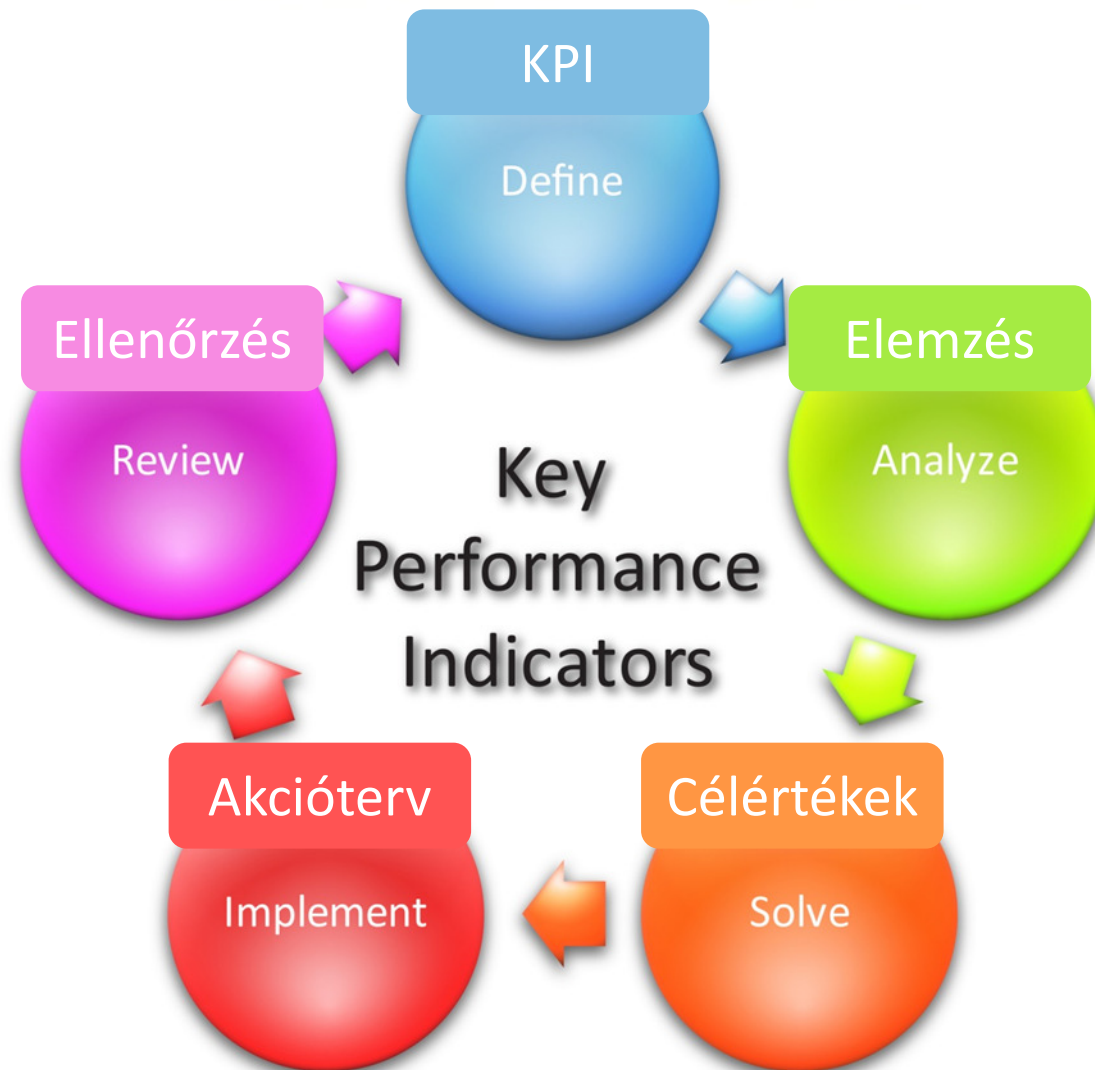 KPI
Define
Ellenőrzés
Elemzés
Review
Analyze
Key
Performance
Indicators
Akcióterv
Célértékek
Implement
Solve